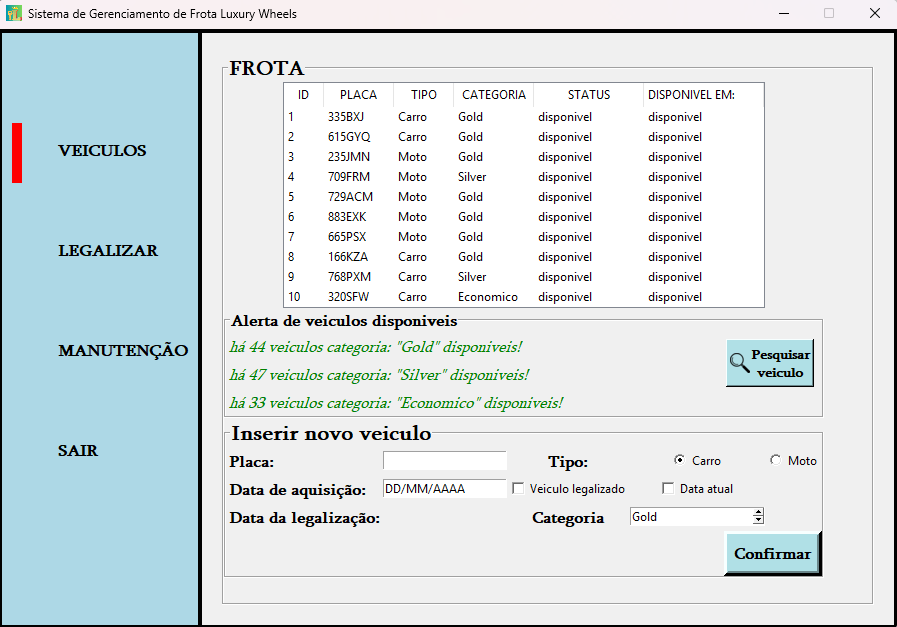 Sistema de Gerenciamento de Frota Luxury Wheels
VEICULOS
LEGALIZAR
MANUTENÇÃO
SAIR
FROTA
ID PLACA TIPO CATEGORIA STATUS DISPONIVEL EM:
1 335BXJ Carro Gold disponivel disponivel
2 615GYQ Carro Gold disponivel disponivel
3 235JMN Moto Gold disponivel disponivel
4 709FRM Moto Silver disponivel disponivel
5 729ACM Moto Gold disponivel disponivel
6 883EXK Moto Gold disponivel disponivel
7 665PSX Moto Gold disponivel disponivel
8 166KZA Carro Gold disponivel disponivel
9 768PXM Carro Silver disponivel disponivel
10 320SFW Carro Economico disponivel disponivel
Alerta de veiculos disponiveis
há 44 veiculos categoria: "Gold" disponiveis!
há 47 veiculos categoria: "Silver" disponiveis!
há 33 veiculos categoria: "Economico" disponiveis!
Pesquisar
veiculo
Inserir novo veiculo
Placa: Tipo: Carro Moto
Data de aquisição: DD/MM/AAAA Veiculo legalizado Data atual
Data da legalização: Categoria Gold
Confirmar